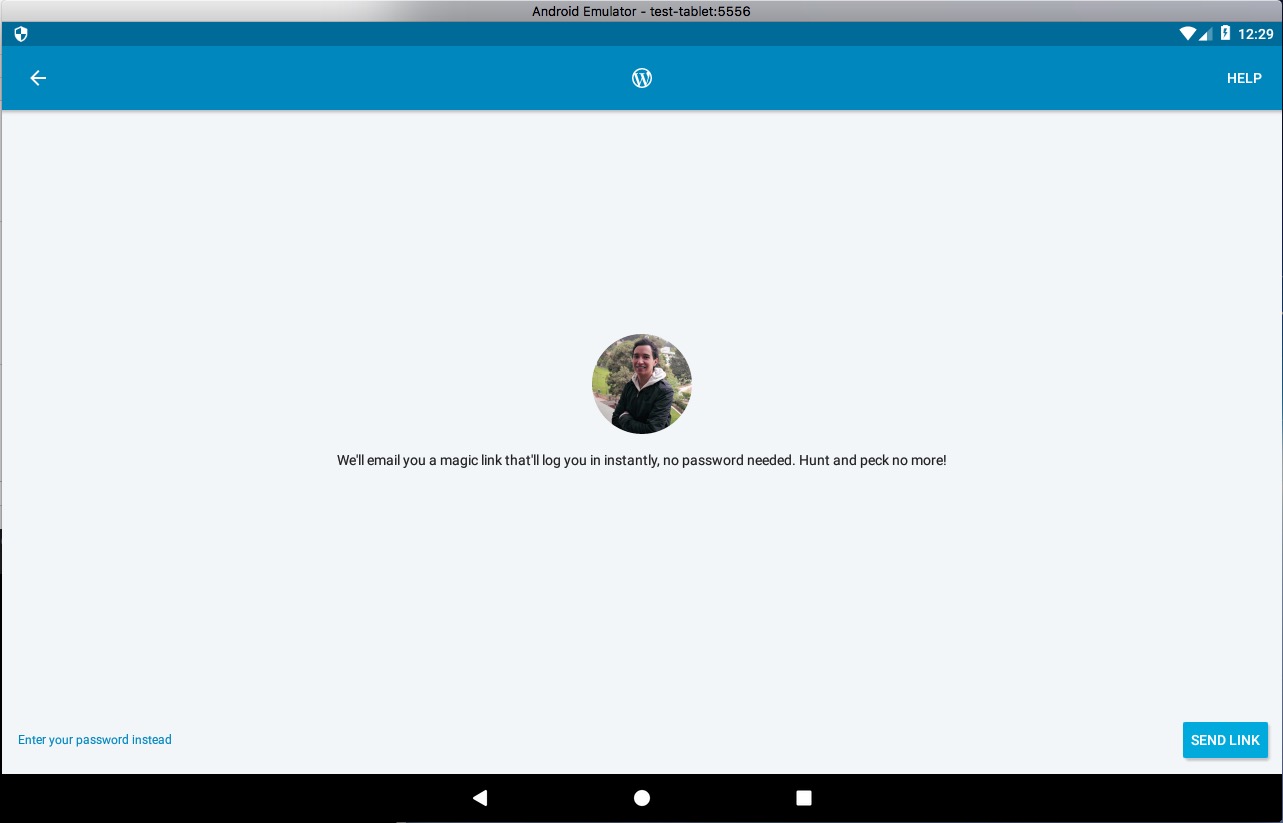 Android Emulator - test-tablet:5556
12:29
HELP
We'll email you a magic link that'll log you in instantly, no password needed. Hunt and peck no more!
Enter your password instead
SEND LINK